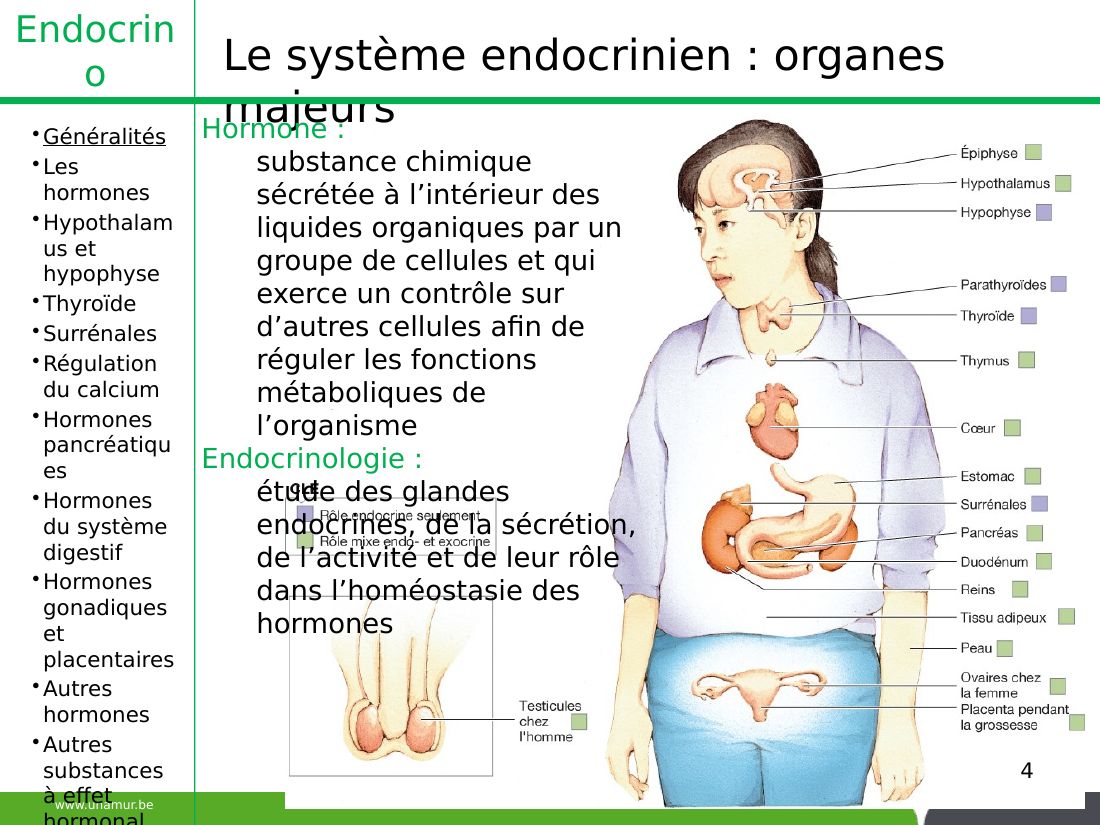 Endocrin
o
Le système endocrinien : organes
majeurs
•Généralités
•Les
hormones
•Hypothalam
us et
hypophyse
•Thyroïde
•Surrénales
•Régulation
du calcium
•Hormones
pancréatiqu
es
•Hormones
du système
digestif
•Hormones
gonadiques
et
placentaires
•Autres
hormones
•Autres
substances
à effet
hormonal
www.unamur.be
Hormone :
substance chimique
sécrétée à l’intérieur des
liquides organiques par un
groupe de cellules et qui
exerce un contrôle sur
d’autres cellules afin de
réguler les fonctions
métaboliques de
l’organisme
Endocrinologie :
étude des glandes
endocrines, de la sécrétion,
de l’activité et de leur rôle
dans l’homéostasie des
hormones
Rôle endocrine seulement
Rôle mixe endo- et exocrine
Testicules
chez
l'homme
Épiphyse
Hypothalamus
Hypophyse
Parathyroïdes
Thyroïde
Thymus
Cœur
Estomac
Surrénales
Pancréas
Duodénum
Reins
Tissu adipeux
Peau
Ovaires chez
la femme
Placenta pendant
la grossesse
4